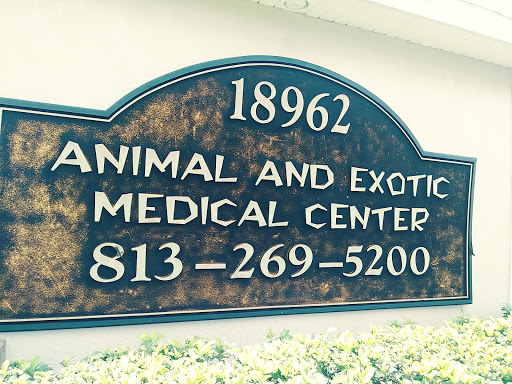 18962
ANIMAL AND EXOTIC
MEDICAL CENTER
813-269-5200